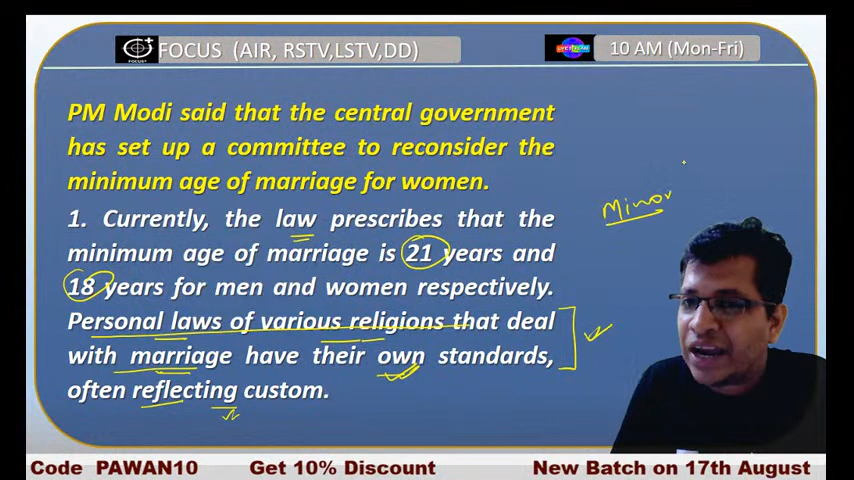 FOCUS (AIR, RSTV,LSTV,DD)
10 AM (Mon-Fri)
PM Modi said that the central government
has set up a committee to reconsider the
minimum age of marriage for women.
1. Currently, the law prescribes that the
minimum age of marriage is 21 years and
18 years for men and women respectively.
Personal laws of various religions that deal
with marriage have their own standards,
often reflecting custom.
Minor
Code PAWAN10 Get 10% Discount New Batch on 17th August